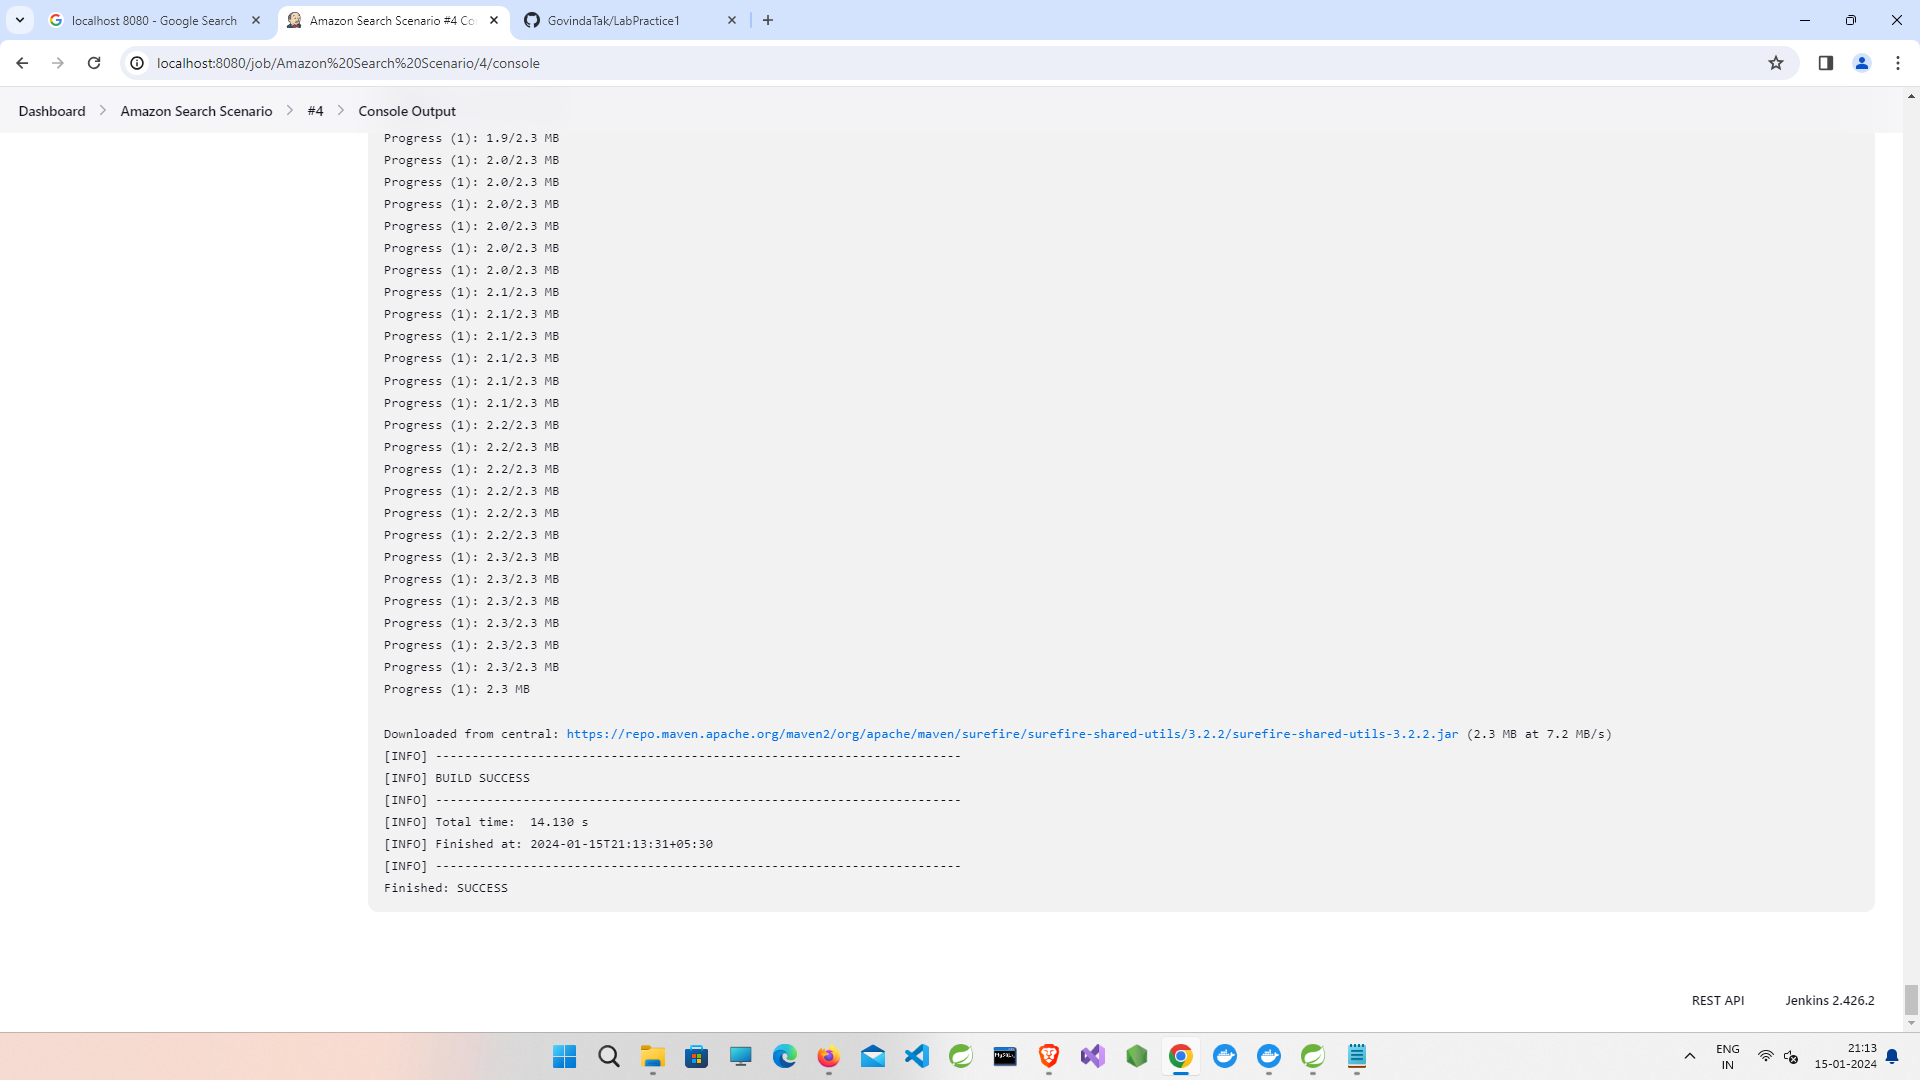 localhost 8080 - Google Search
Amazon Search Scenario #4 Co
GovindaTak/LabPractice1
localhost:8080/job/Amazon%20Search%20Scenario/4/console
Dashboard
Amazon Search Scenario
#4
Console Output
Progress (1): 1.9/2.3 MB
Progress (1): 2.0/2.3 MB
Progress (1): 2.0/2.3 MB
Progress (1): 2.0/2.3 MB
Progress (1): 2.0/2.3 MB
Progress (1): 2.0/2.3 MB
Progress (1): 2.0/2.3 MB
Progress (1): 2.1/2.3 MB
Progress (1): 2.1/2.3 MB
Progress (1): 2.1/2.3 MB
Progress (1): 2.1/2.3 MB
Progress (1): 2.1/2.3 MB
Progress (1): 2.1/2.3 MB
Progress (1): 2.2/2.3 MB
Progress (1): 2.2/2.3 MB
Progress (1): 2.2/2.3 MB
Progress (1): 2.2/2.3 MB
Progress (1): 2.2/2.3 MB
Progress (1): 2.2/2.3 MB
Progress (1): 2.3/2.3 MB
Progress (1): 2.3/2.3 MB
Progress (1): 2.3/2.3 MB
Progress (1): 2.3/2.3 MB
Progress (1): 2.3/2.3 MB
Progress (1): 2.3/2.3 MB
Progress (1): 2.3 MB
Downloaded from central: https://repo.maven.apache.org/maven2/org/apache/maven/surefire/surefire-shared-utils/3.2.2/surefire-shared-utils-3.2.2.jar (2.3 MB at 7.2 MB/s)
[INFO] ------------------------------------------------------------------------
[INFO] BUILD SUCCESS
[INFO] ------------------------------------------------------------------------
[INFO] Total time:  14.130 s
[INFO] Finished at: 2024-01-15T21:13:31+05:30
[INFO] ------------------------------------------------------------------------
Finished: SUCCESS
REST API
Jenkins 2.426.2
MySQL
ENG
IN
21:13
15-01-2024